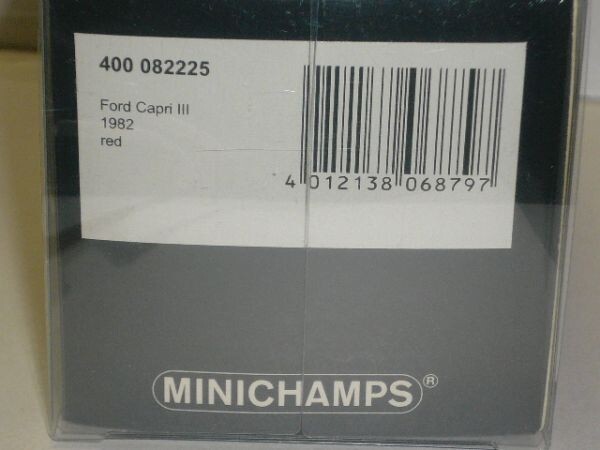 400 082225
Ford Capri III
1982
red
4 012138 068797
MINICHAMPS®